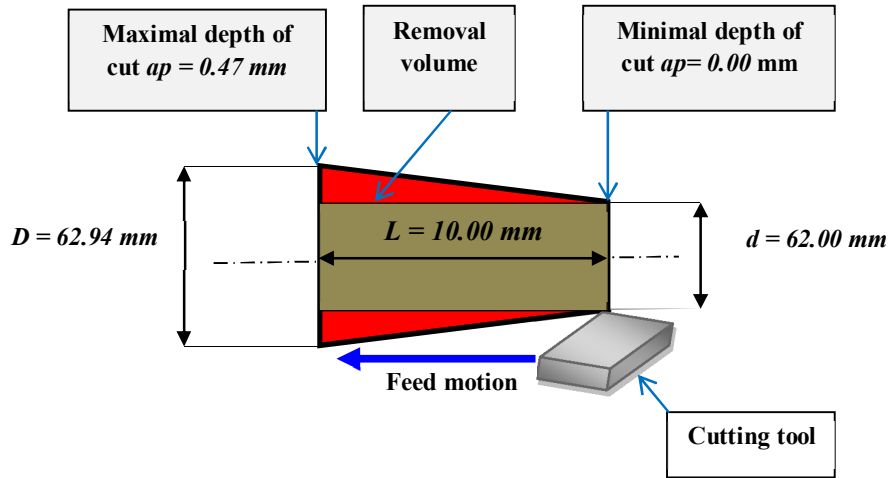 Maximal depth of
cut ap = 0.47 mm
Removal
volume
Minimal depth of
cut ap= 0.00 mm
D = 62.94 mm
L = 10.00 mm
d = 62.00 mm
Feed motion
Cutting tool